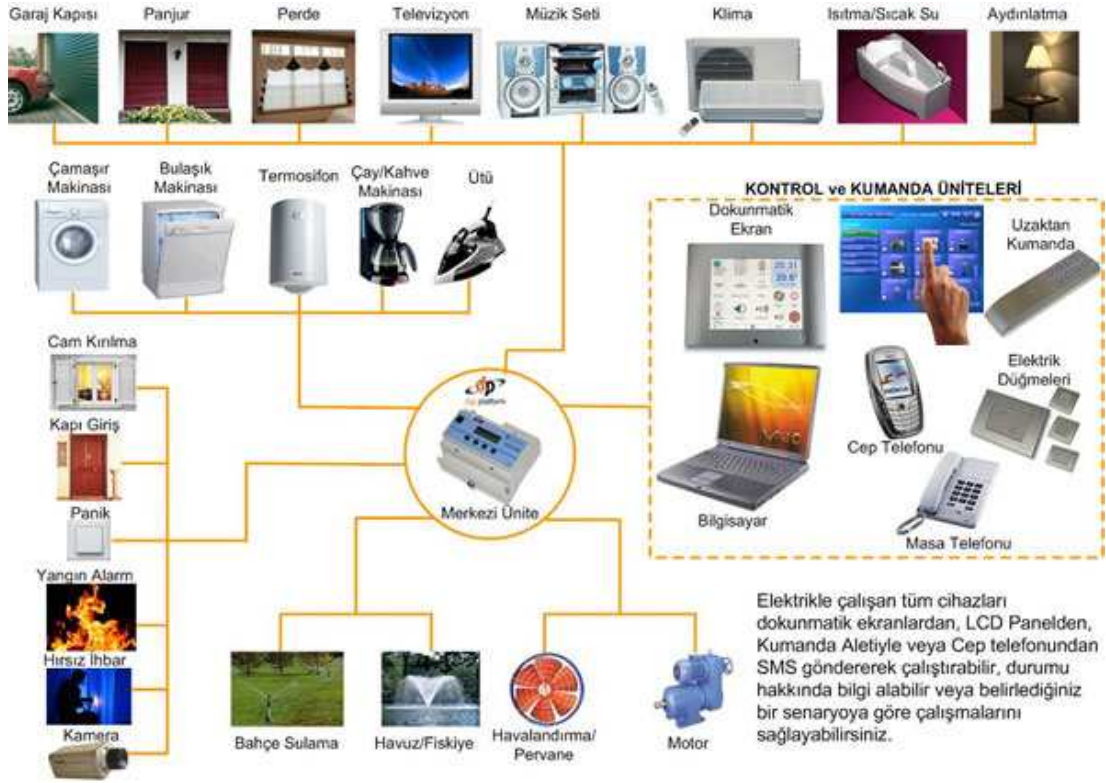 Garaj Kapısı
Panjur
Perde
Televizyon
Müzik Seti
Klima
Isıtma/Sıcak Su
Aydınlatma
Çamaşır
Makinası
Bulaşık
Makinası
Termosifon
Çay/Kahve
Makinası
Ütü
KONTROL ve KUMANDA ÜNİTELERİ
Dokunmatik
Ekran
Uzaktan
Kumanda
Cam Kırılma
Kapı Giriş
Panik
Yangın Alarm
Hırsız İhbar
Kamera
platform
Merkezi Ünite
Elektrik
Düğmeleri
Cep Telefonu
Bilgisayar
Masa Telefonu
Bahçe Sulama
Havuz/Fiskiye
Havalandırma/
Pervane
Motor
Elektrikle çalışan tüm cihazları
dokunmatik ekranlardan, LCD Panelden,
Kumanda Aletiyle veya Cep telefonundan
SMS göndererek çalıştırabilir, durumu
hakkında bilgi alabilir veya belirlediğiniz
bir senaryoya göre çalışmalarını
sağlayabilirsiniz.